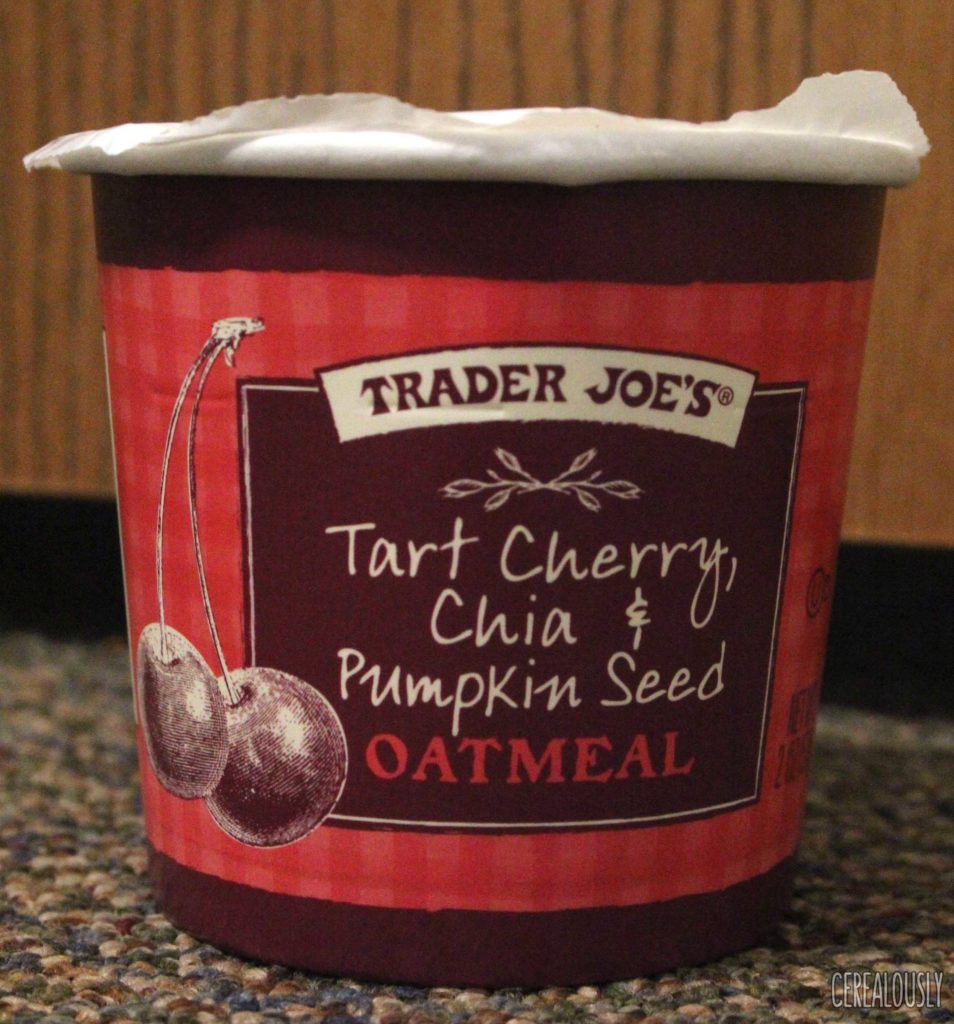 TRADER JOE'S®
Tart Cherry,
Chia &
Pumpkin Seed
OATMEAL
CEREALOUSLY